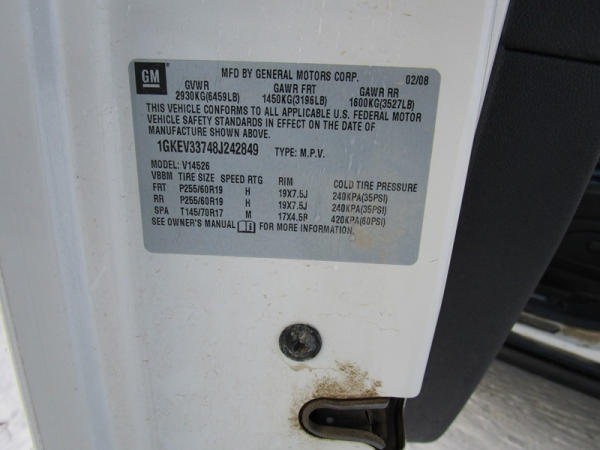 GM
MFD BY GENERAL MOTORS CORP. 02/08
GVWR GAWR FRT GAWR RR
2930KG(6459LB) 1450KG(3196LB) 1600KG(3527LB)
THIS VEHICLE CONFORMS TO ALL APPLICABLE U.S. FEDERAL MOTOR
VEHICLE SAFETY STANDARDS IN EFFECT ON THE DATE OF
MANUFACTURE SHOWN ABOVE.
1GKEV33748J242849 TYPE: M.P.V.
MODEL: V14526
VBBM TIRE SIZE SPEED RTG RIM COLD TIRE PRESSURE
FRT P255/60R19 H 19X7.5J 240KPA(35PSI)
RR P255/60R19 H 19X7.5J 240KPA(35PSI)
SPA T145/70R17 M 17X4.5B 420KPA(60PSI)
SEE OWNER'S MANUAL FOR MORE INFORMATION.